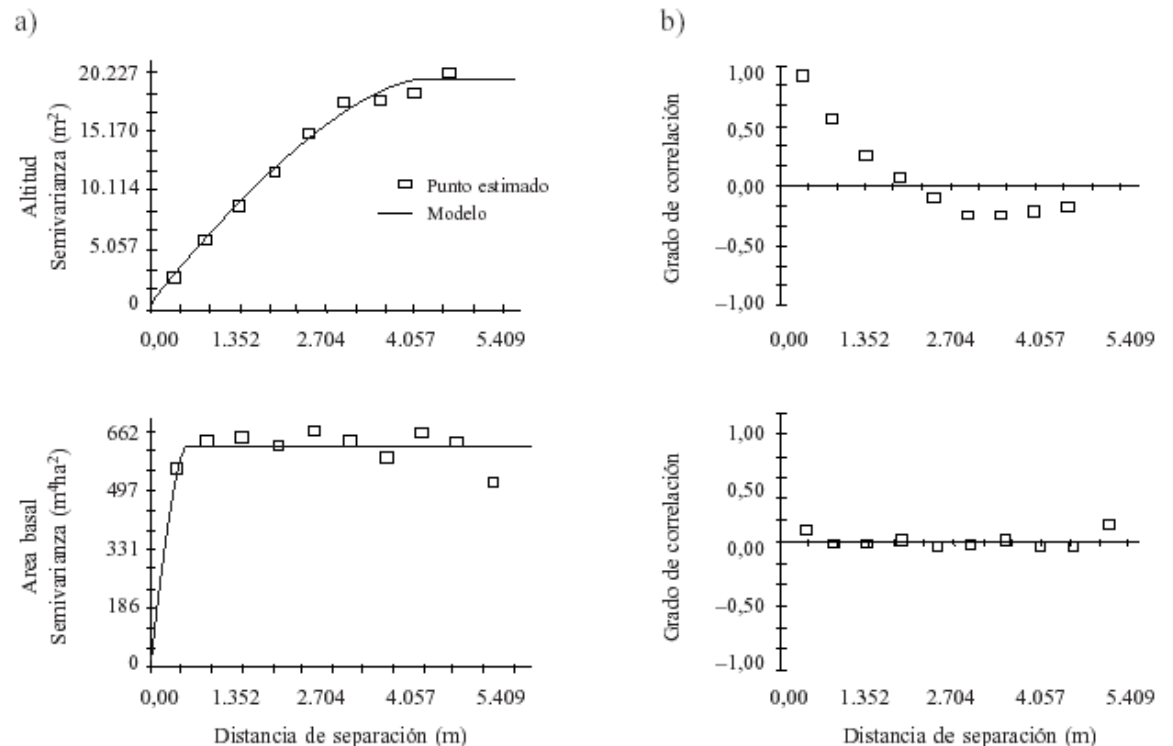 a)
20.227
15.170
10.114
5.057
0
Altitud
Semivarianza (m²)
Punto estimado
Modelo
0,00 1.352 2.704 4.057 5.409
b)
1,00
0,50
0,00
–0,50
–1,00
Grado de correlación
0,00 1.352 2.704 4.057 5.409
662
497
331
186
0
Area basal
Semivarianza (m⁴ha²)
0,00 1.352 2.704 4.057 5.409
Distancia de separación (m)
1,00
0,50
0,00
–0,50
–1,00
Grado de correlación
0,00 1.352 2.704 4.057 5.409
Distancia de separación (m)